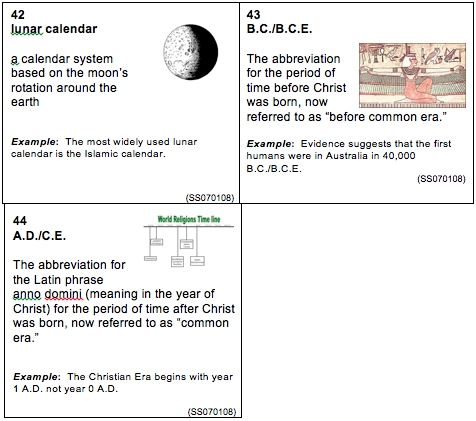 42
lunar calendar
a calendar system
based on the moon's
rotation around the
earth
Example: The most widely used lunar
calendar is the Islamic calendar.
(SS070108)
43
B.C./B.C.E.
The abbreviation
for the period of
time before Christ
was born, now
referred to as “before common era.”
Example: Evidence suggests that the first
humans were in Australia in 40,000
B.C./B.C.E.
(SS070108)
44
A.D./C.E.
World Religions Time line
The abbreviation for
the Latin phrase
anno domini (meaning in the year of
Christ) for the period of time after Christ
was born, now referred to as “common
era.”
Example: The Christian Era begins with year
1 A.D. not year 0 A.D.
(SS070108)